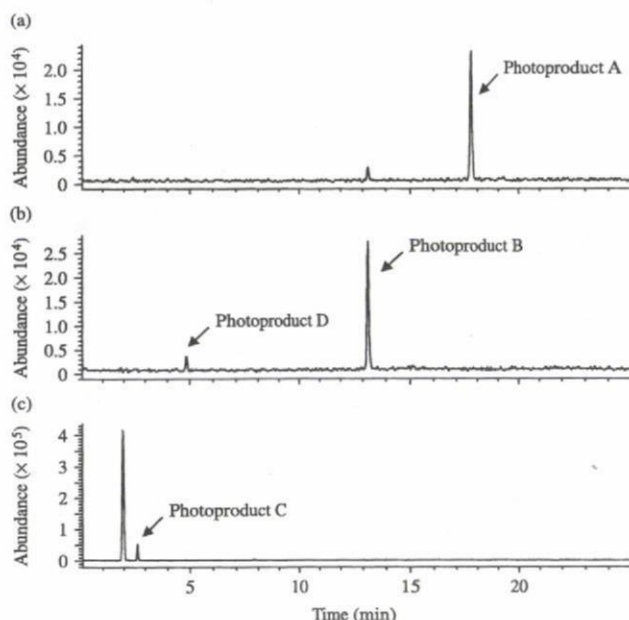 (a)
Abundance (× 10⁴)
2.0
1.5
1.0
0.5
0
Photoproduct A
(b)
Abundance (× 10⁴)
2.5
2.0
1.5
1.0
0.5
0
Photoproduct B
Photoproduct D
(c)
Abundance (× 10⁵)
4
3
2
1
0
Photoproduct C
5 10 15 20
Time (min)